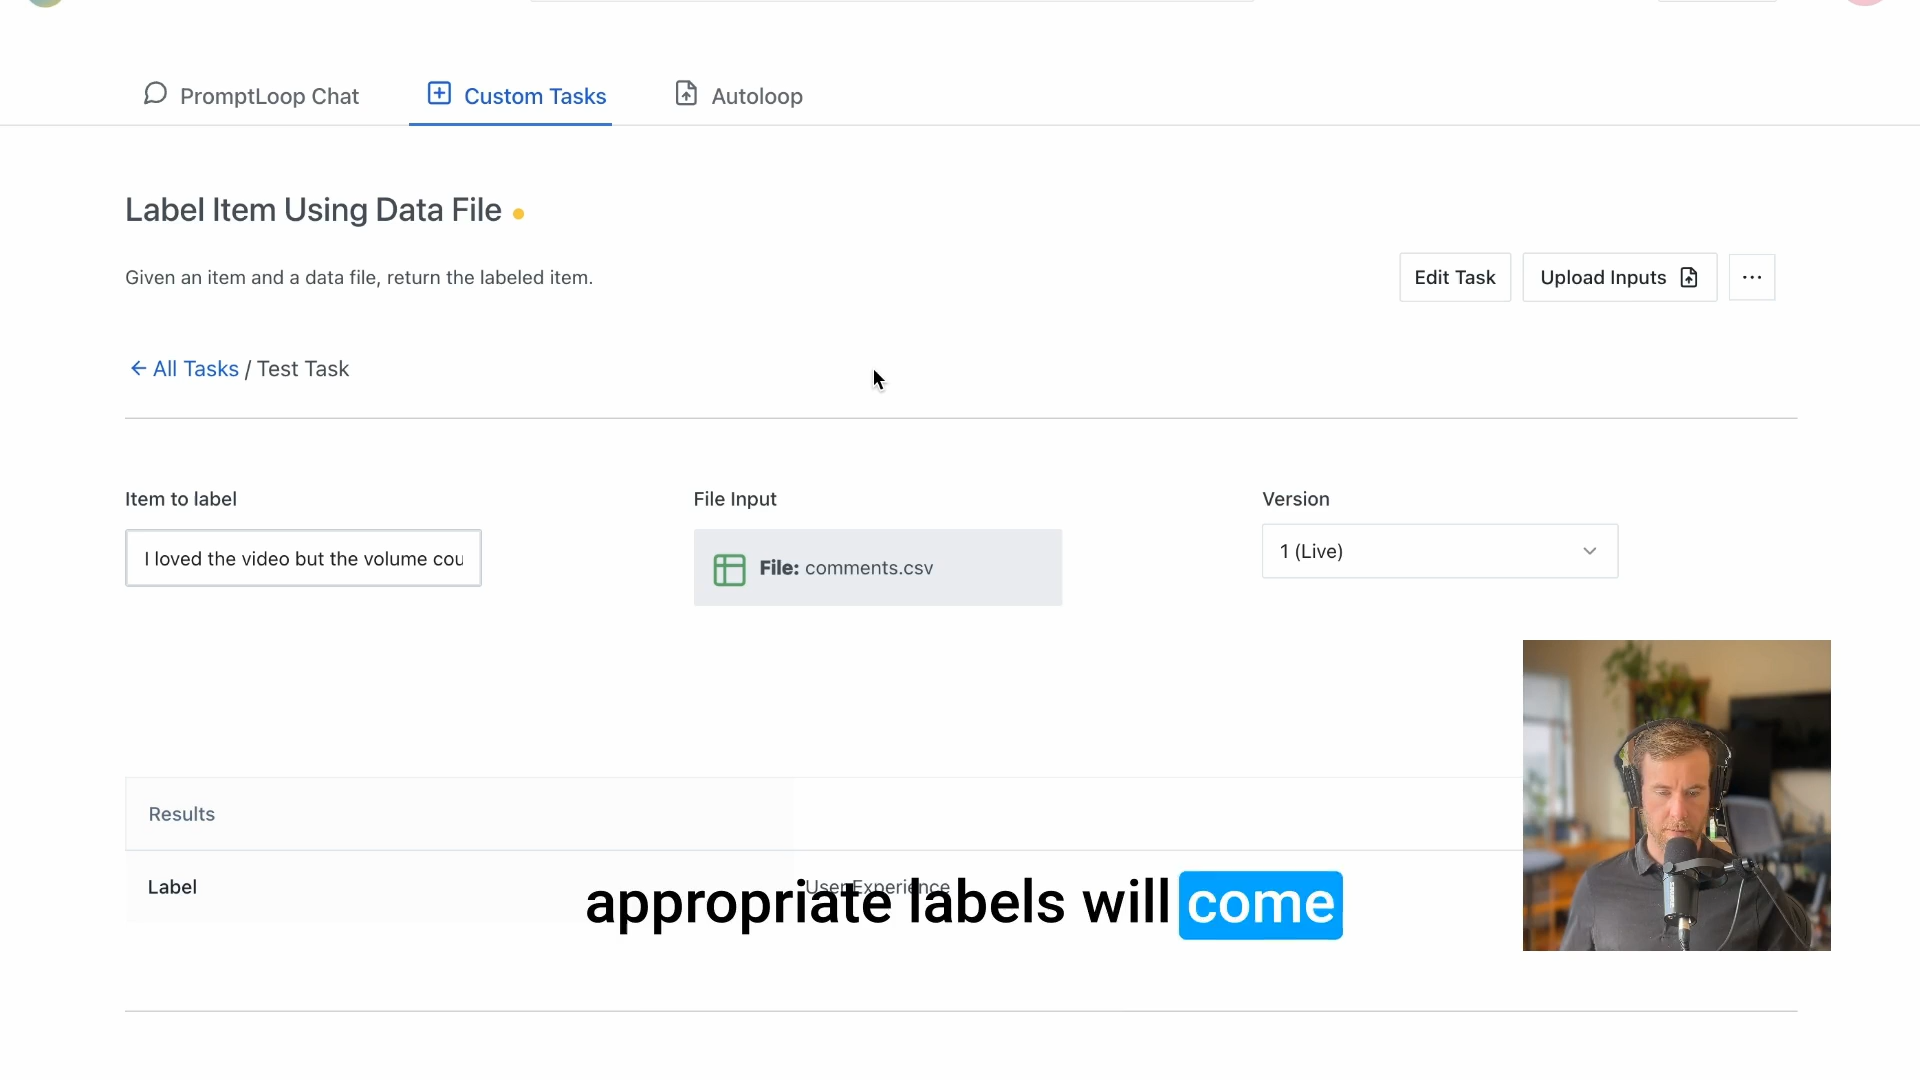 PromptLoop Chat
Custom Tasks
Autoloop
Label Item Using Data File
Given an item and a data file, return the labeled item.
Edit Task
Upload Inputs
← All Tasks / Test Task
Item to label
File Input
Version
I loved the video but the volume cou
File: comments.csv
1 (Live)
Results
Label
User Experience
appropriate labels will come